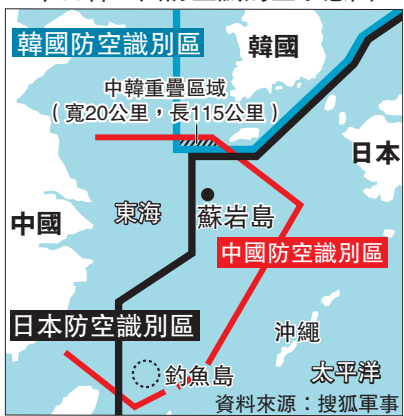 韓國防空識別區
韓國
中韓重疊區域
（寬20公里，長115公里）
日本
中國
東海
蘇岩島
中國防空識別區
日本防空識別區
沖繩
釣魚島
太平洋
資料來源：搜狐軍事